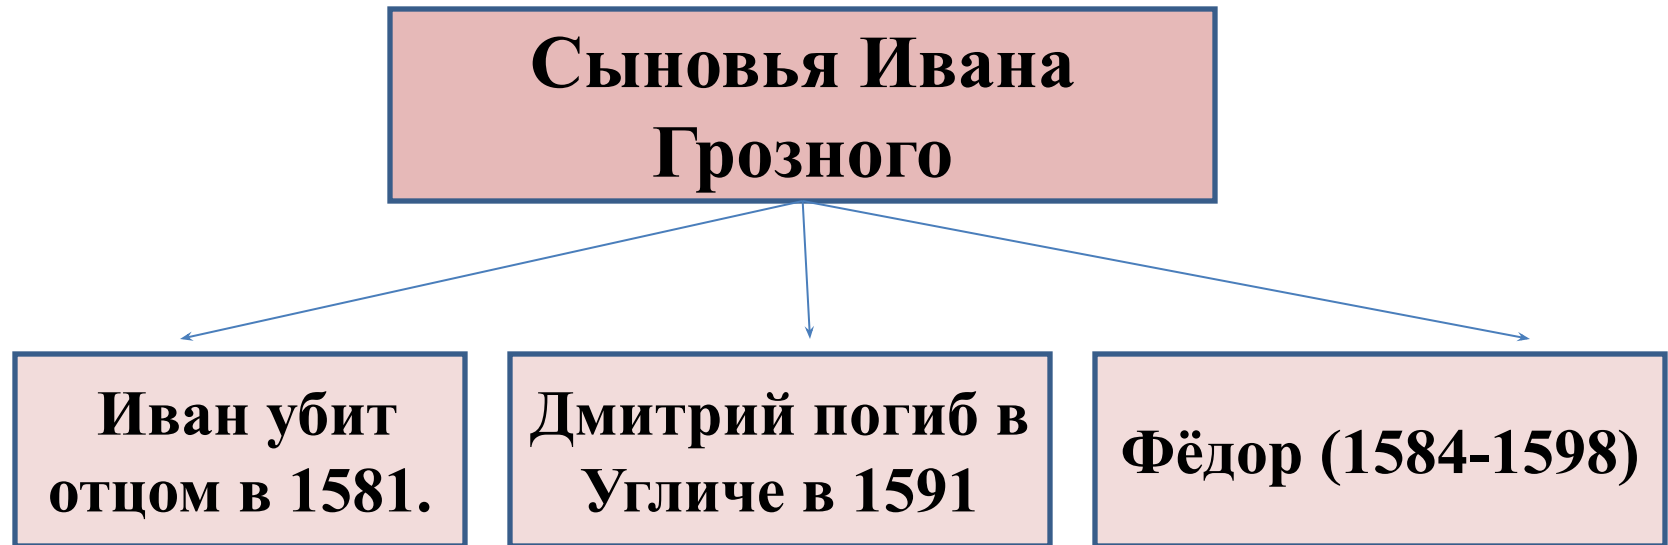 Сыновья Ивана
Грозного
Иван убит
отцом в 1581.
Дмитрий погиб в
Угличе в 1591
Фёдор (1584-1598)